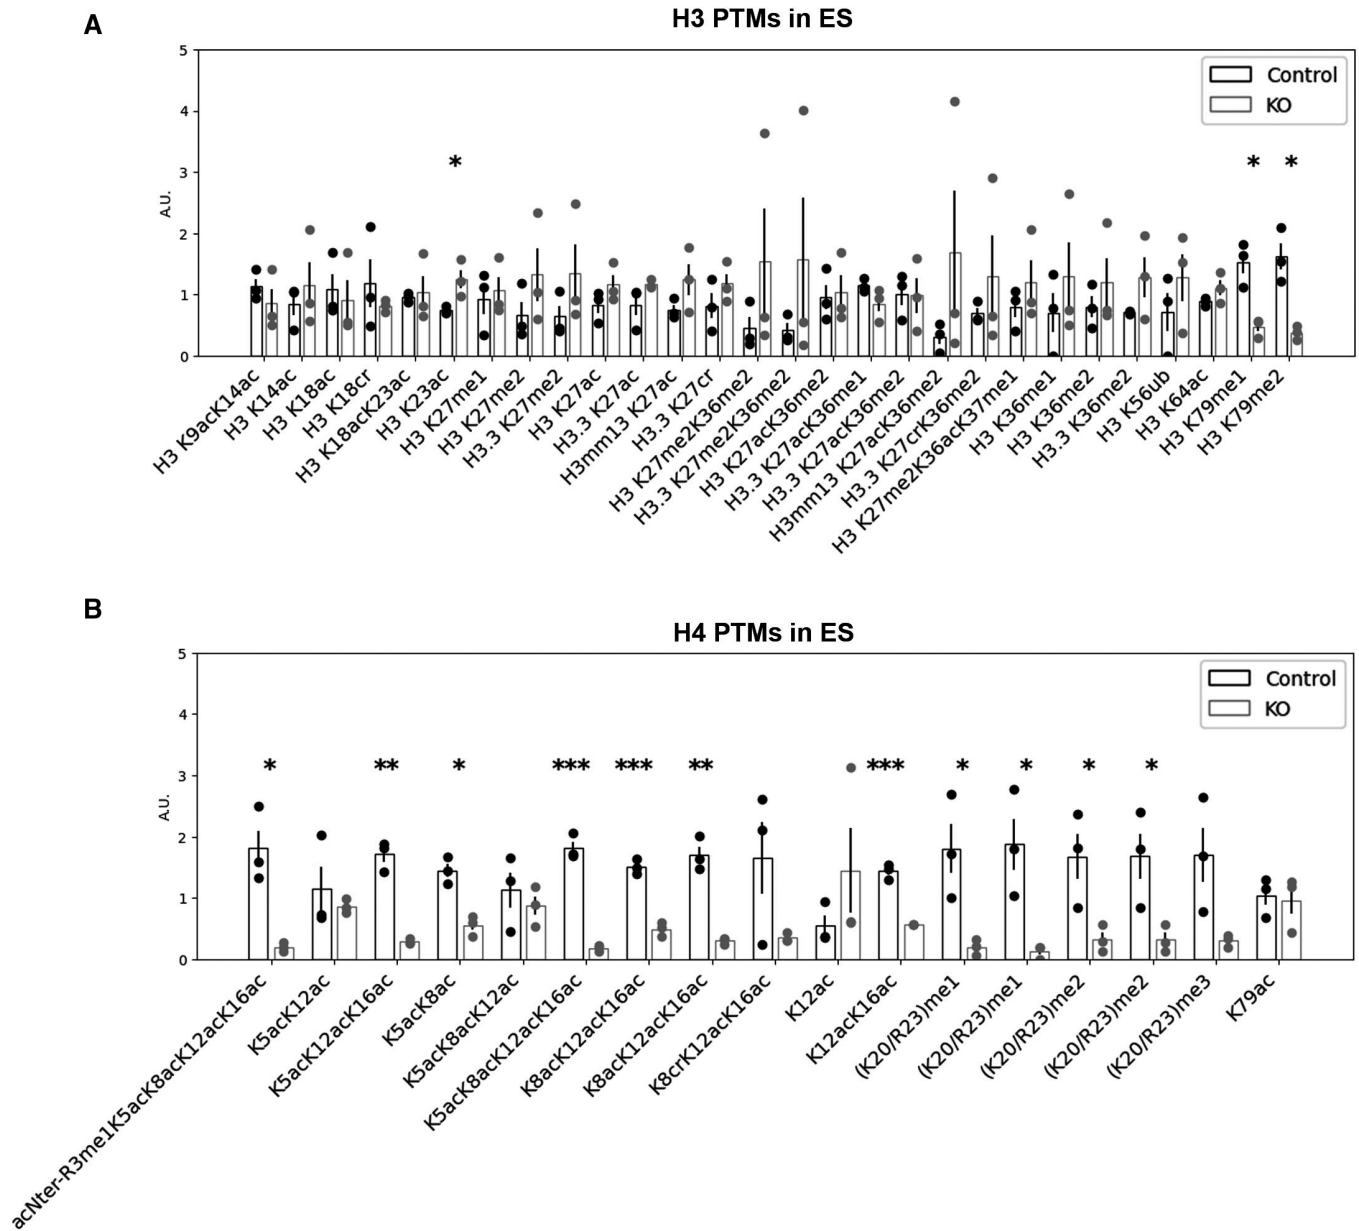 A
H3 PTMs in ES
5
4
3
2
1
0
A.U.
Control
KO
*
*
*
H3 K9acK14ac
H3 K14ac
H3 K18ac
H3 K18cr
H3 K18acK23ac
H3 K23ac
H3 K27me1
H3 K27me2
H3.3 K27me2
H3 K27ac
H3.3 K27ac
H3mm13 K27ac
H3.3 K27cr
H3 K27me2K36me2
H3.3 K27me2K36me2
H3 K27acK36me2
H3.3 K27acK36me1
H3.3 K27acK36me2
H3mm13 K27acK36me2
H3.3 K27crK36me2
H3 K27me2K36acK37me1
H3 K36me1
H3 K36me2
H3.3 K36me2
H3 K56ub
H3 K64ac
H3 K79me1
H3 K79me2
B
H4 PTMs in ES
5
4
3
2
1
0
A.U.
Control
KO
*
**
*
***
***
**
***
*
*
*
*
acNter-R3me1K5acK8acK12acK16ac
K5acK12ac
K5acK12acK16ac
K5acK8ac
K5acK8acK12ac
K5acK8acK12acK16ac
K8acK12acK16ac
K8acK12acK16ac
K8crK12acK16ac
K12ac
K12acK16ac
(K20/R23)me1
(K20/R23)me1
(K20/R23)me2
(K20/R23)me2
(K20/R23)me3
K79ac